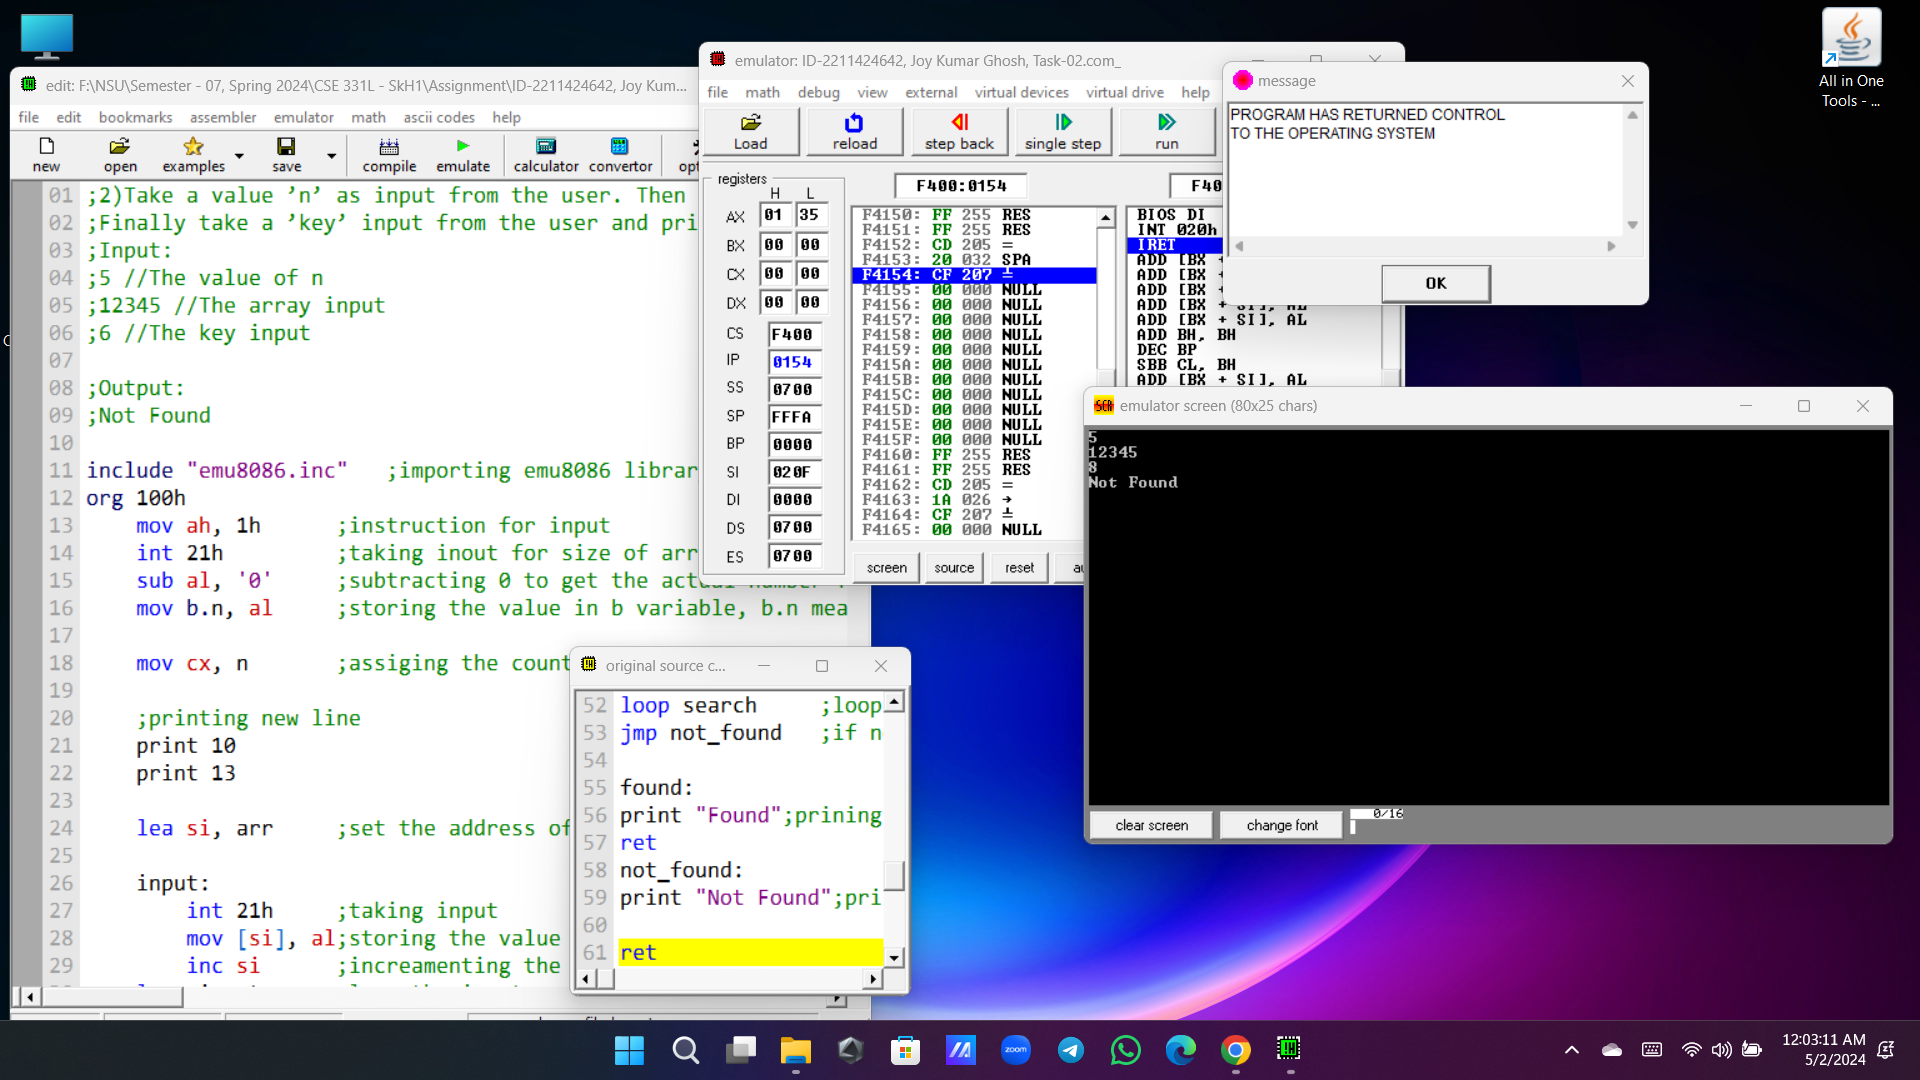 edit: F:\NSU\Semester - 07, Spring 2024\CSE 331L - SkH1\Assignment\ID-2211424642, Joy Kum...
file edit bookmarks assembler emulator math ascii codes help
new open examples save compile emulate calculator convertor
01 ;2)Take a value ’n’ as input from the user. Then
02 ;Finally take a ’key’ input from the user and pri
03 ;Input:
04 ;5 //The value of n
05 ;12345 //The array input
06 ;6 //The key input
07
08 ;Output:
09 ;Not Found
10
11 include "emu8086.inc" ;importing emu8086 librar
12 org 100h
13 mov ah, 1h ;instruction for input
14 int 21h ;taking inout for size of arr
15 sub al, '0' ;subtracting 0 to get the actual number
16 mov b.n, al ;storing the value in b variable, b.n mea
17
18 mov cx, n ;assiging the count
19
20 ;printing new line
21 print 10
22 print 13
23
24 lea si, arr ;set the address of
25
26 input:
27 int 21h ;taking input
28 mov [si], al;storing the value
29 inc si ;increamenting the
emulator: ID-2211424642, Joy Kumar Ghosh, Task-02.com_
file math debug view external virtual devices virtual drive help
Load reload step back single step run
registers
H L
AX 01 35
BX 00 00
CX 00 00
DX 00 00
CS F400
IP 0154
SS 0700
SP FFFA
BP 0000
SI 020F
DI 0000
DS 0700
ES 0700
F400:0154
F4150: FF 255 RES
F4151: FF 255 RES
F4152: CD 205 =
F4153: 20 032 SPA
F4154: CF 207 ╧
F4155: 00 000 NULL
F4156: 00 000 NULL
F4157: 00 000 NULL
F4158: 00 000 NULL
F4159: 00 000 NULL
F415A: 00 000 NULL
F415B: 00 000 NULL
F415C: 00 000 NULL
F415D: 00 000 NULL
F415E: 00 000 NULL
F415F: 00 000 NULL
F4160: FF 255 RES
F4161: FF 255 RES
F4162: CD 205 =
F4163: 1A 026 →
F4164: CF 207 ╧
F4165: 00 000 NULL
F40
BIOS DI
INT 020h
IRET
ADD [BX +
ADD [BX +
ADD [BX +
ADD [BX + SI], AL
ADD [BX + SI], AL
ADD BH, BH
DEC BP
SBB CL, BH
ADD [BX + SI], AL
screen source reset
message
PROGRAM HAS RETURNED CONTROL
TO THE OPERATING SYSTEM
OK
emulator screen (80x25 chars)
5
12345
8
Not Found
clear screen change font 0/16
original source c...
52 loop search ;loop
53 jmp not_found ;if n
54
55 found:
56 print "Found";prining
57 ret
58 not_found:
59 print "Not Found";pri
60
61 ret
All in One
Tools - ...
zoom
12:03:11 AM
5/2/2024